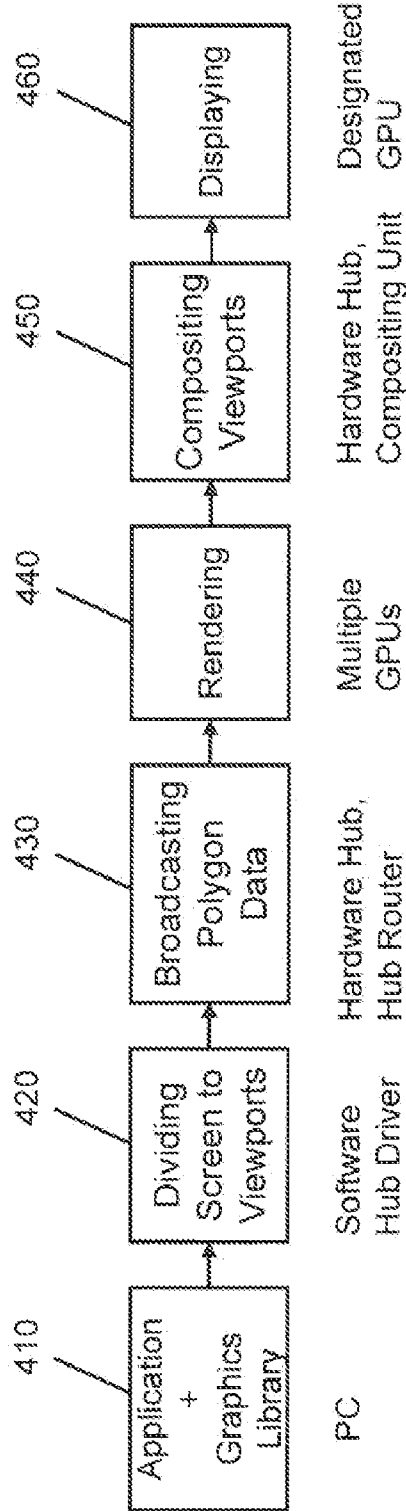 410
420
430
440
450
460
Application
+
Graphics
Library
Dividing
Screen to
Viewports
Broadcasting
Polygon
Data
Rendering
Compositing
Viewports
Displaying
PC
Software
Hub Driver
Hardware Hub,
Hub Router
Multiple
GPUs
Hardware Hub,
Compositing Unit
Designated
GPU